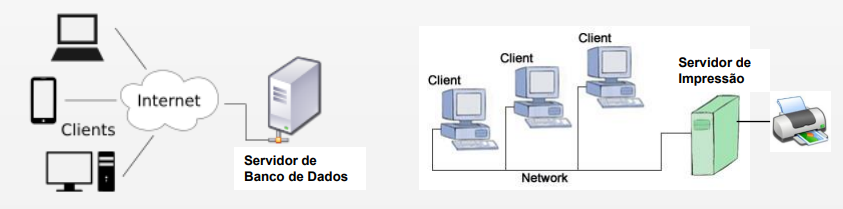 Internet
Clients
Servidor de
Banco de Dados
Client
Client
Client
Servidor de
Impressão
Network